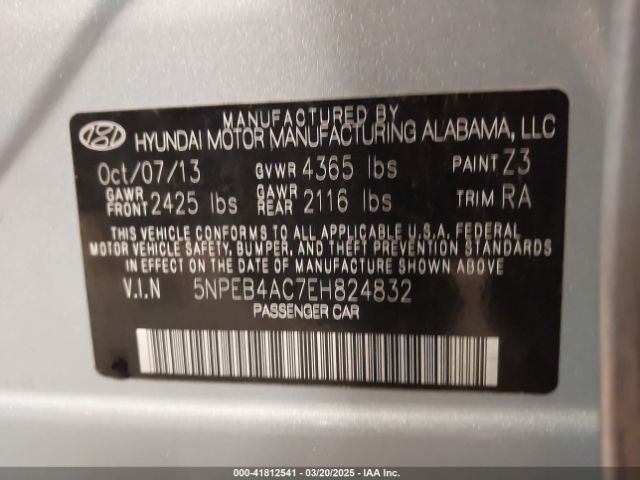 MANUFACTURED BY
HYUNDAI MOTOR MANUFACTURING ALABAMA, LLC
Oct/07/13 GVWR 4365 lbs PAINT Z3
GAWR FRONT 2425 lbs GAWR REAR 2116 lbs TRIM RA
THIS VEHICLE CONFORMS TO ALL APPLICABLE U.S.A. FEDERAL
MOTOR VEHICLE SAFETY, BUMPER, AND THEFT PREVENTION STANDARDS
IN EFFECT ON THE DATE OF MANUFACTURE SHOWN ABOVE.
V.I.N 5NPEB4AC7EH824832
PASSENGER CAR
000-41812541 - 03/20/2025 - IAA Inc.